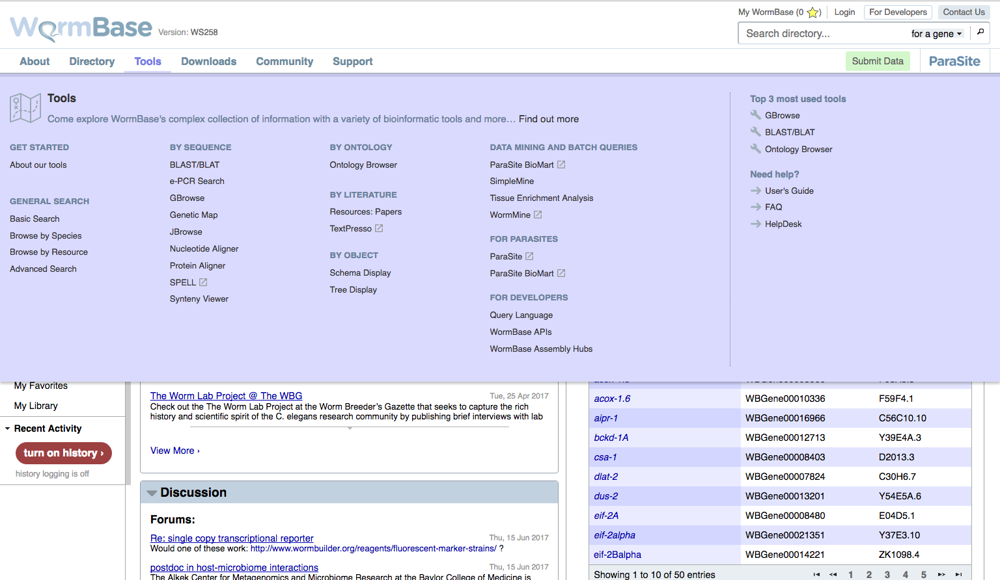 My WormBase (0 ) Login For Developers Contact Us
WormBase Version: WS258
Search directory... for a gene
About Directory Tools Downloads Community Support Submit Data ParaSite
Tools
Come explore WormBase's complex collection of information with a variety of bioinformatic tools and more... Find out more
GET STARTED
About our tools
GENERAL SEARCH
Basic Search
Browse by Species
Browse by Resource
Advanced Search
BY SEQUENCE
BLAST/BLAT
e-PCR Search
GBrowse
Genetic Map
JBrowse
Nucleotide Aligner
Protein Aligner
SPELL
Synteny Viewer
BY ONTOLOGY
Ontology Browser
BY LITERATURE
Resources: Papers
TextPresso
BY OBJECT
Schema Display
Tree Display
DATA MINING AND BATCH QUERIES
ParaSite BioMart
SimpleMine
Tissue Enrichment Analysis
WormMine
FOR PARASITES
ParaSite
ParaSite BioMart
FOR DEVELOPERS
Query Language
WormBase APIs
WormBase Assembly Hubs
Top 3 most used tools
GBrowse
BLAST/BLAT
Ontology Browser
Need help?
User's Guide
FAQ
HelpDesk
My Favorites
My Library
Recent Activity
turn on history ›
history logging is off
The Worm Lab Project @ The WBG Tue, 25 Apr 2017
Check out the The Worm Lab Project at the Worm Breeder's Gazette that seeks to capture the rich
history and scientific spirit of the C. elegans research community by publishing brief interviews with lab
View More ›
Discussion
Forums:
Re: single copy transcriptional reporter Thu, 15 Jun 2017
Would one of these work: http://www.wormbuilder.org/reagents/fluorescent-marker-strains/ ?
postdoc in host-microbiome interactions Thu, 15 Jun 2017
The Alkek Center for Metagenomics and Microbiome Research at the Baylor College of Medicine is
acox-1.6 WBGene00010336 F59F4.1
aipr-1 WBGene00016966 C56C10.10
bckd-1A WBGene00012713 Y39E4A.3
csa-1 WBGene00008403 D2013.3
dlat-2 WBGene00007824 C30H6.7
dus-2 WBGene00013201 Y54E5A.6
eif-2A WBGene00008480 E04D5.1
eif-2alpha WBGene00021351 Y37E3.10
eif-2Balpha WBGene00014221 ZK1098.4
Showing 1 to 10 of 50 entries 1 2 3 4 5